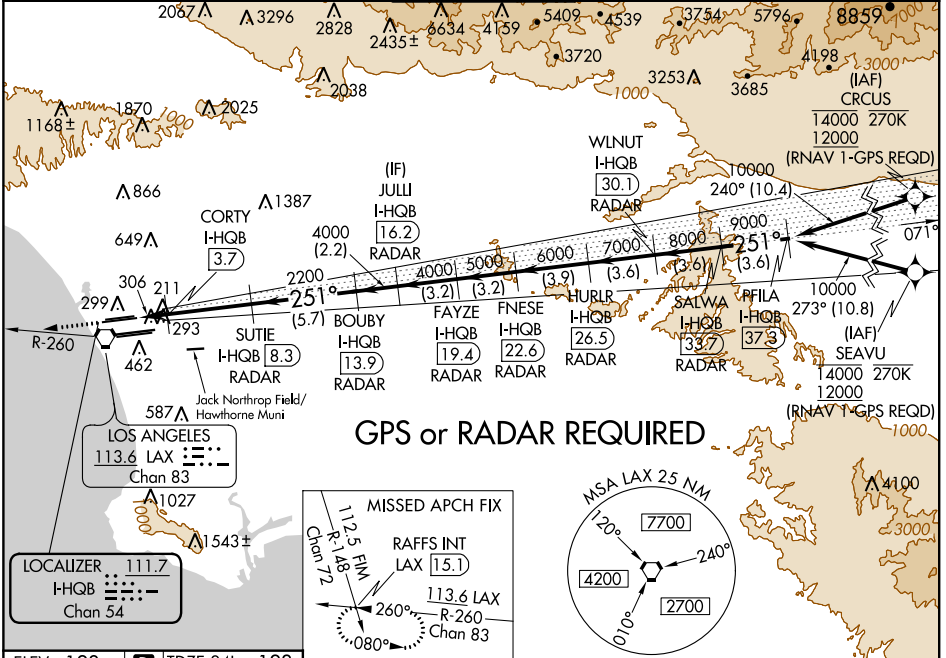 2067
3296
2828
2435±
6634
4159
5409
4539
3754
5796
8859
7000
3720
4198
3000
3253
3685
2038
1000
1168±
1870
2025
(IAF)
CRCUS
14000 270K
12000
(RNAV 1-GPS REQD)
WLNUT
I-HQB
30.1
RADAR
10000
240° (10.4)
(IF)
JULLI
I-HQB
16.2
RADAR
866
1387
CORTY
I-HQB
3.7
649
4000
(2.2)
071°
306
211
299
293
2200
251°
(5.7)
4000
(3.2)
5000
(3.2)
6000
(3.9)
7000
(3.6)
8000
(3.6)
9000
251°
(3.6)
10000
273° (10.8)
R-260
462
SUTIE
I-HQB 8.3
RADAR
BOUBY
I-HQB
13.9
RADAR
FAYZE
I-HQB
19.4
RADAR
FNESE
I-HQB
22.6
RADAR
HURLR
I-HQB
26.5
RADAR
SALWA
I-HQB
33.7
RADAR
PFILA
I-HQB
37.3
(IAF)
SEAVU
14000 270K
12000
(RNAV 1-GPS REQD)
Jack Northrop Field/
Hawthorne Muni
587
GPS or RADAR REQUIRED
LOS ANGELES
113.6 LAX
Chan 83
1000
1027
1000
1543±
4100
3000
LOCALIZER 111.7
I-HQB
Chan 54
MISSED APCH FIX
112.5 FIM
R-148
Chan 72
RAFFS INT
LAX 15.1
113.6 LAX
R-260
Chan 83
260°
080°
MSA LAX 25 NM
120°
7700
240°
4200
2700
010°